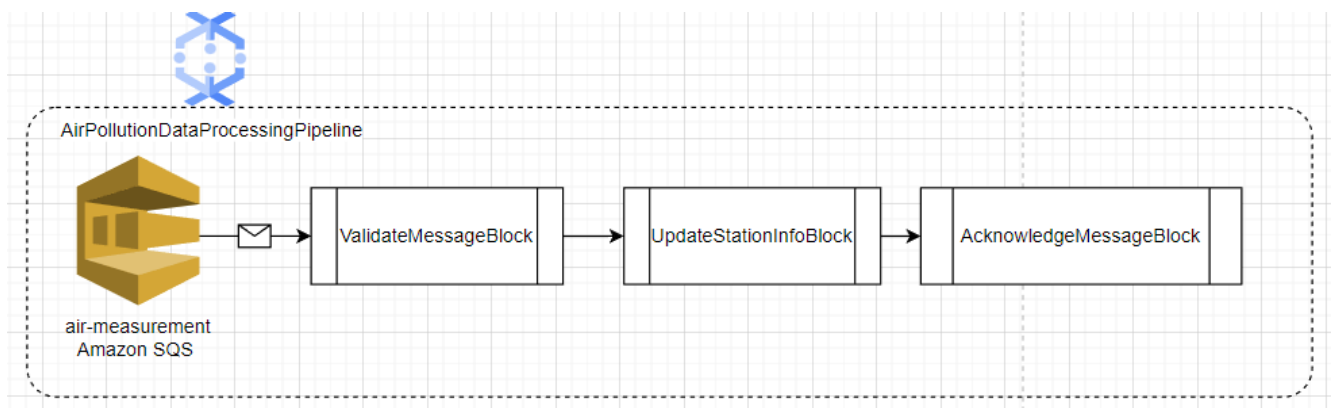 AirPollutionDataProcessingPipeline
ValidateMessageBlock
UpdateStationInfoBlock
AcknowledgeMessageBlock
air-measurement
Amazon SQS